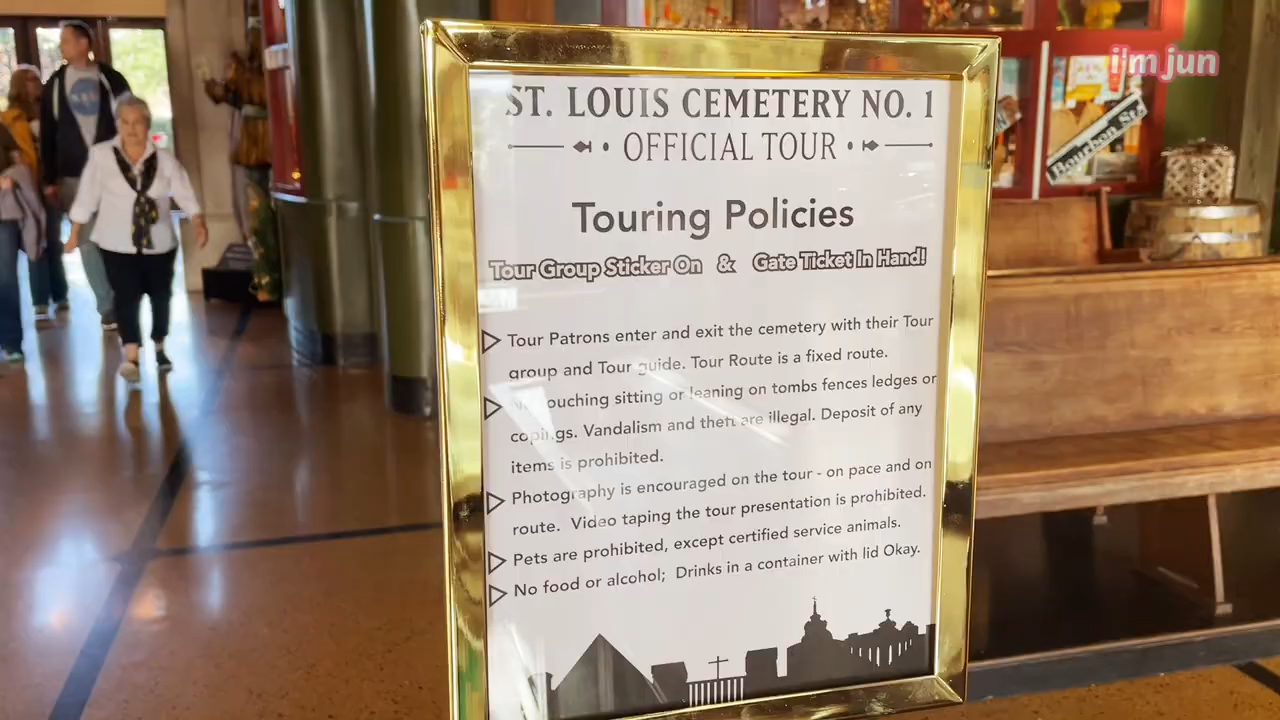 i'm jun
ST. LOUIS CEMETERY NO. 1
OFFICIAL TOUR
Touring Policies
Tour Group Sticker On & Gate Ticket In Hand!
Tour Patrons enter and exit the cemetery with their Tour
group and Tour guide. Tour Route is a fixed route.
touching sitting or leaning on tombs fences ledges or
copings. Vandalism and theft are illegal. Deposit of any
items is prohibited.
Photography is encouraged on the tour - on pace and on
route. Video taping the tour presentation is prohibited.
Pets are prohibited, except certified service animals.
No food or alcohol; Drinks in a container with lid Okay.
Bourbon St
NASA